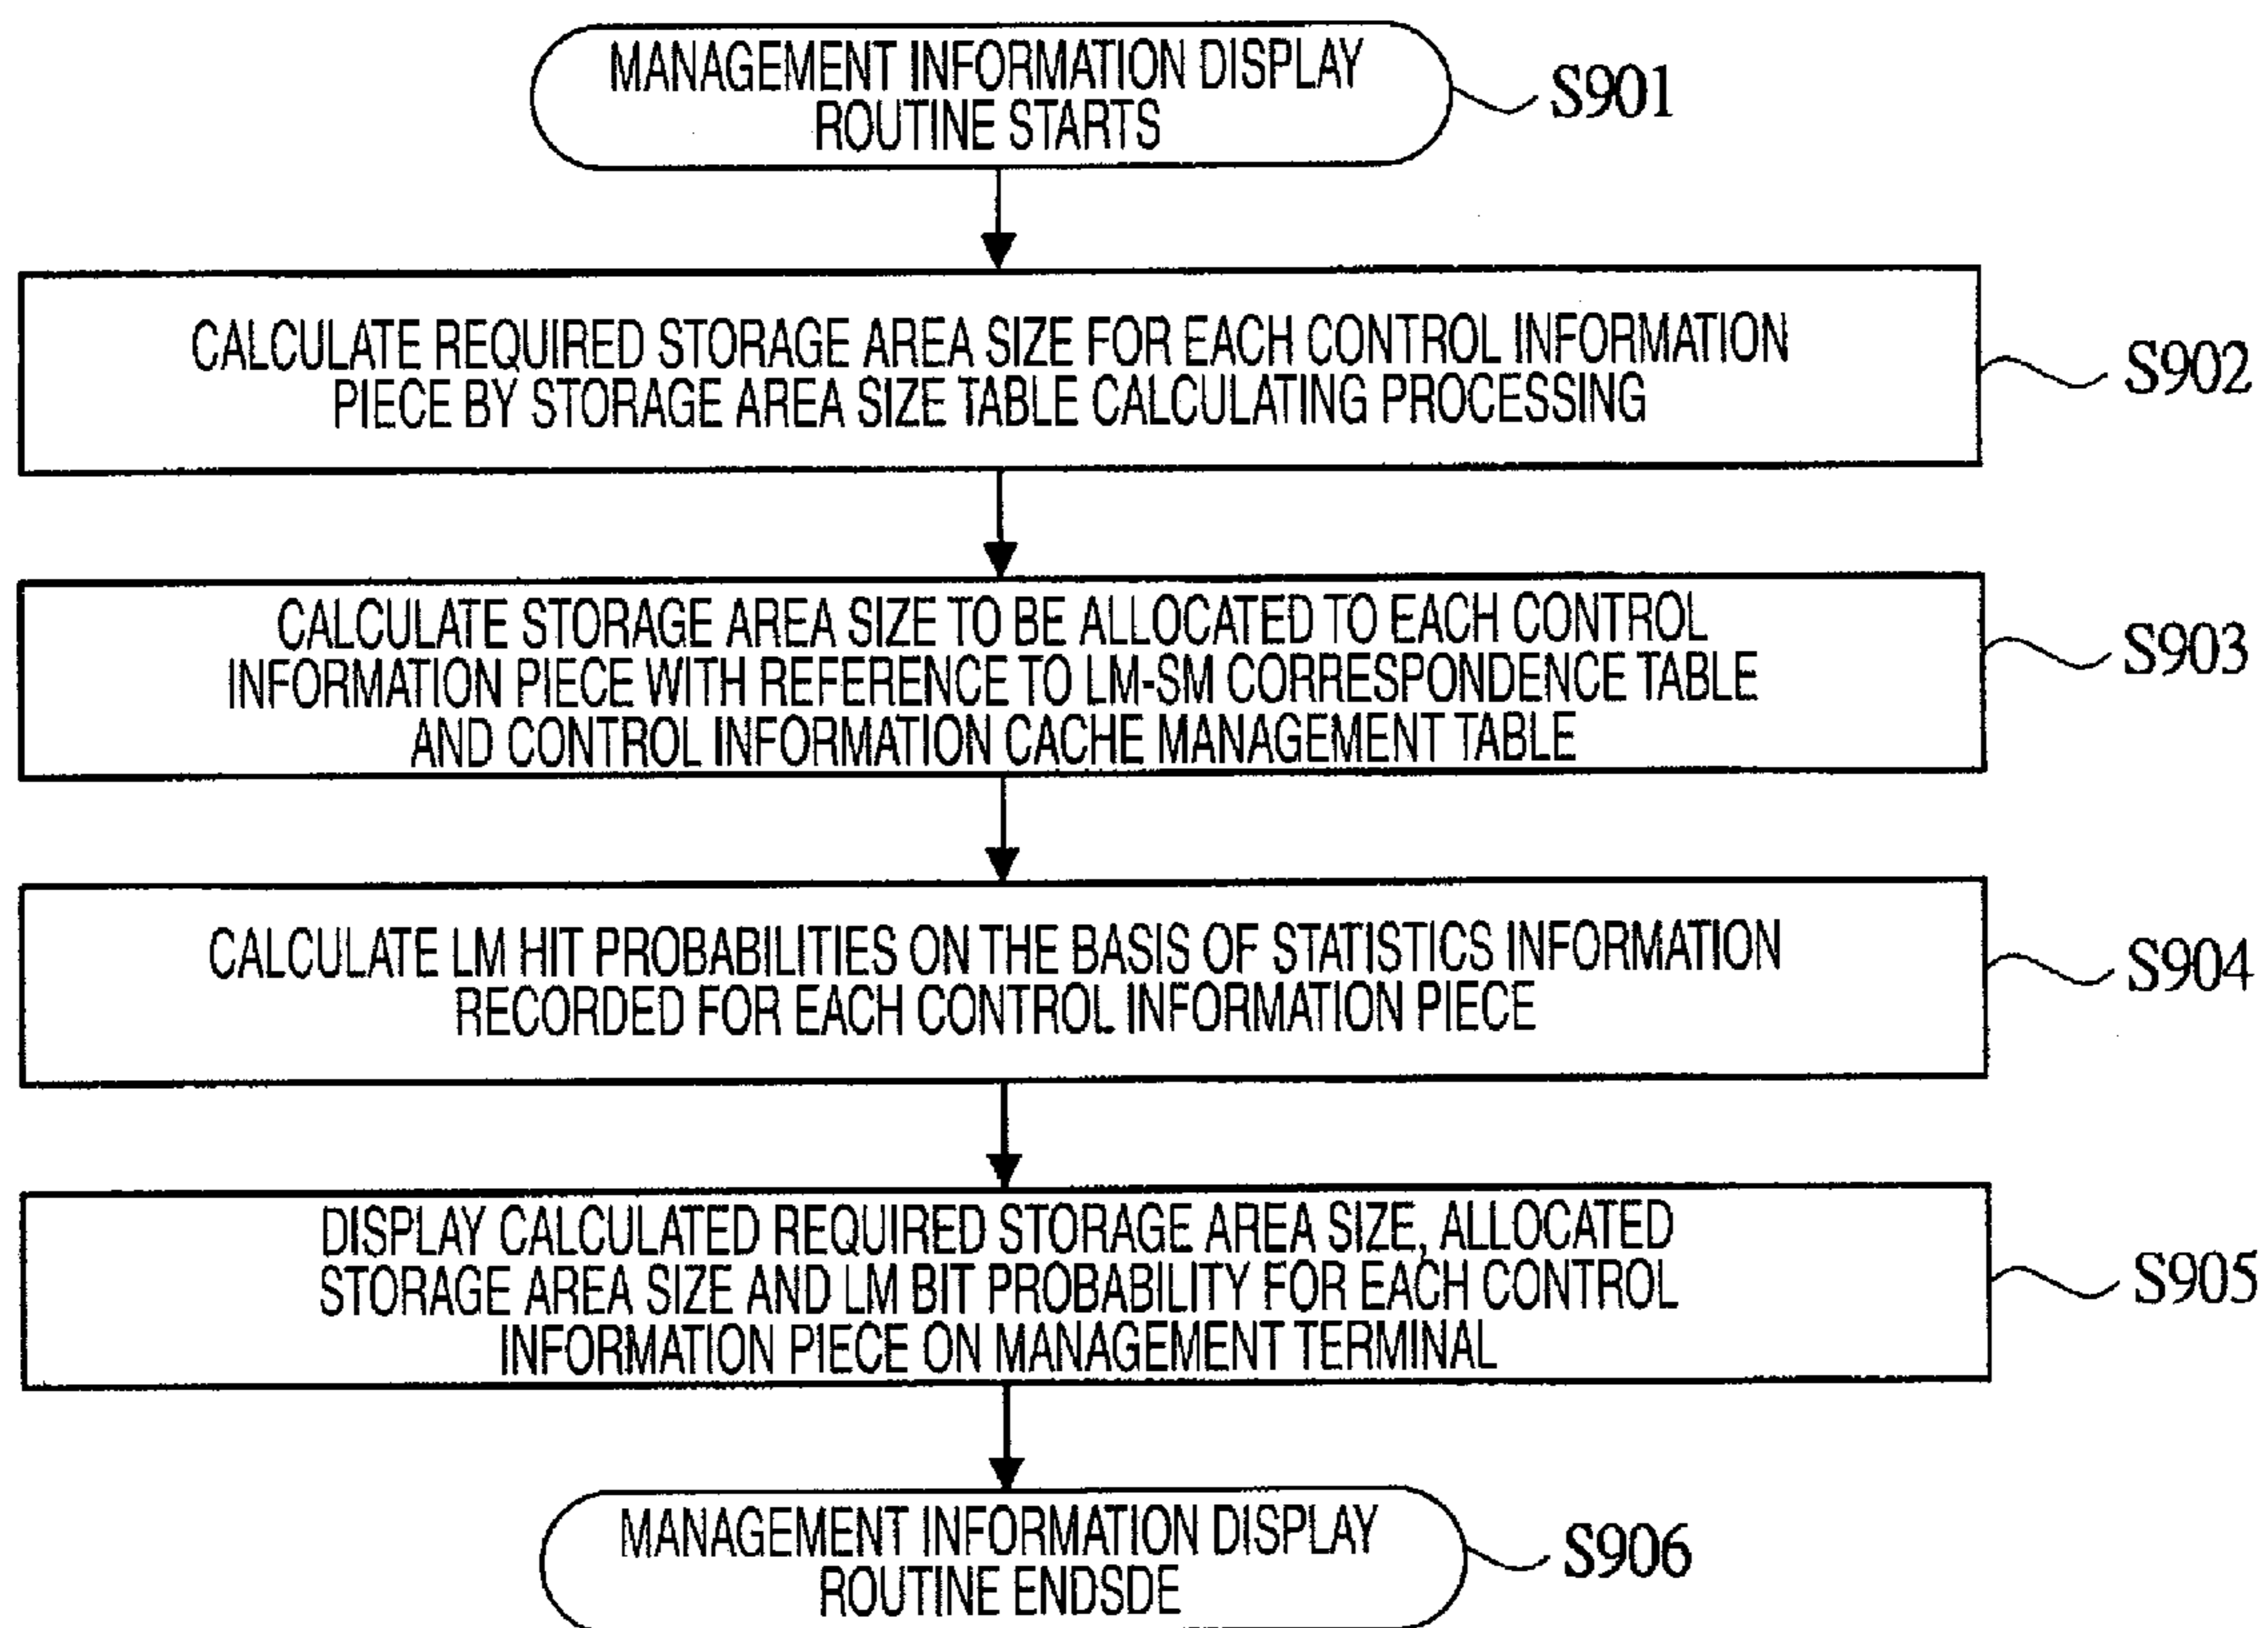 MANAGEMENT INFORMATION DISPLAY
ROUTINE STARTS
S901
CALCULATE REQUIRED STORAGE AREA SIZE FOR EACH CONTROL INFORMATION
PIECE BY STORAGE AREA SIZE TABLE CALCULATING PROCESSING
S902
CALCULATE STORAGE AREA SIZE TO BE ALLOCATED TO EACH CONTROL
INFORMATION PIECE WITH REFERENCE TO LM-SM CORRESPONDENCE TABLE
AND CONTROL INFORMATION CACHE MANAGEMENT TABLE
S903
CALCULATE LM HIT PROBABILITIES ON THE BASIS OF STATISTICS INFORMATION
RECORDED FOR EACH CONTROL INFORMATION PIECE
S904
DISPLAY CALCULATED REQUIRED STORAGE AREA SIZE, ALLOCATED
STORAGE AREA SIZE AND LM BIT PROBABILITY FOR EACH CONTROL
INFORMATION PIECE ON MANAGEMENT TERMINAL
S905
MANAGEMENT INFORMATION DISPLAY
ROUTINE ENDSDE
S906